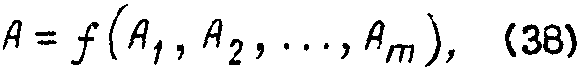 A = f(A₁, A₂, ..., Aₘ), (38)